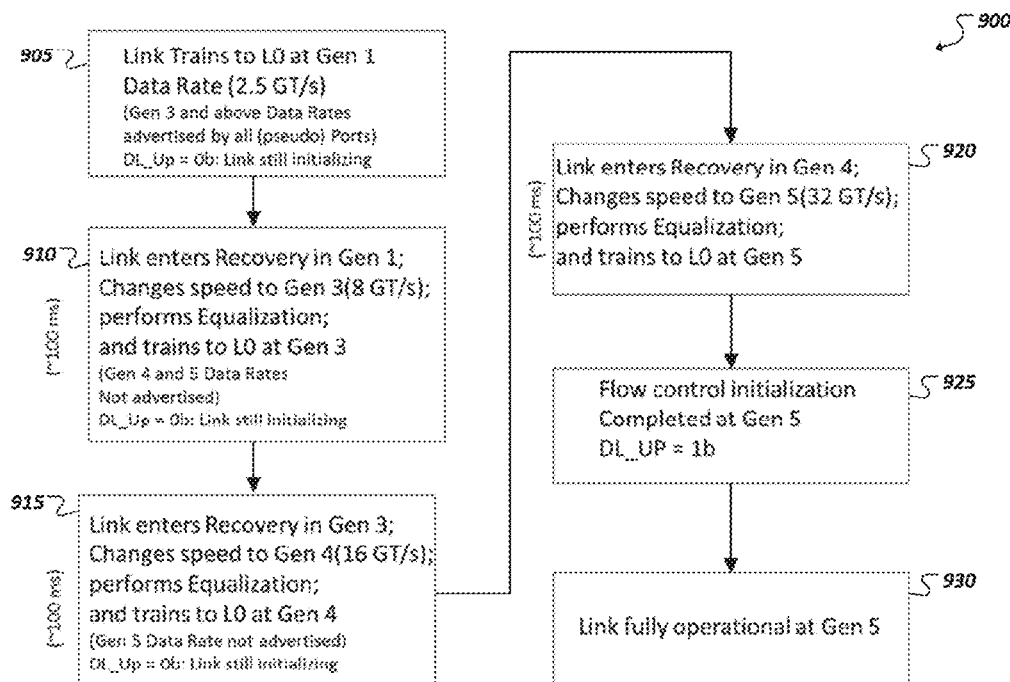 900
905
Link Trains to L0 at Gen 1
Data Rate (2.5 GT/s)
(Gen 3 and above Data Rates
advertised by all (pseudo) Ports)
DL_Up = 0b: Link still initializing
910
(~100 ms)
Link enters Recovery in Gen 1;
Changes speed to Gen 3(8 GT/s);
performs Equalization;
and trains to L0 at Gen 3
(Gen 4 and 5 Data Rates
Not advertised)
DL_Up = 0b: Link still initializing
915
(~100 ms)
Link enters Recovery in Gen 3;
Changes speed to Gen 4(16 GT/s);
performs Equalization;
and trains to L0 at Gen 4
(Gen 5 Data Rate not advertised)
DL_Up = 0b: Link still initializing
920
(~100 ms)
Link enters Recovery in Gen 4;
Changes speed to Gen 5(32 GT/s);
performs Equalization;
and trains to L0 at Gen 5
925
Flow control initialization
Completed at Gen 5
DL_UP = 1b
930
Link fully operational at Gen 5